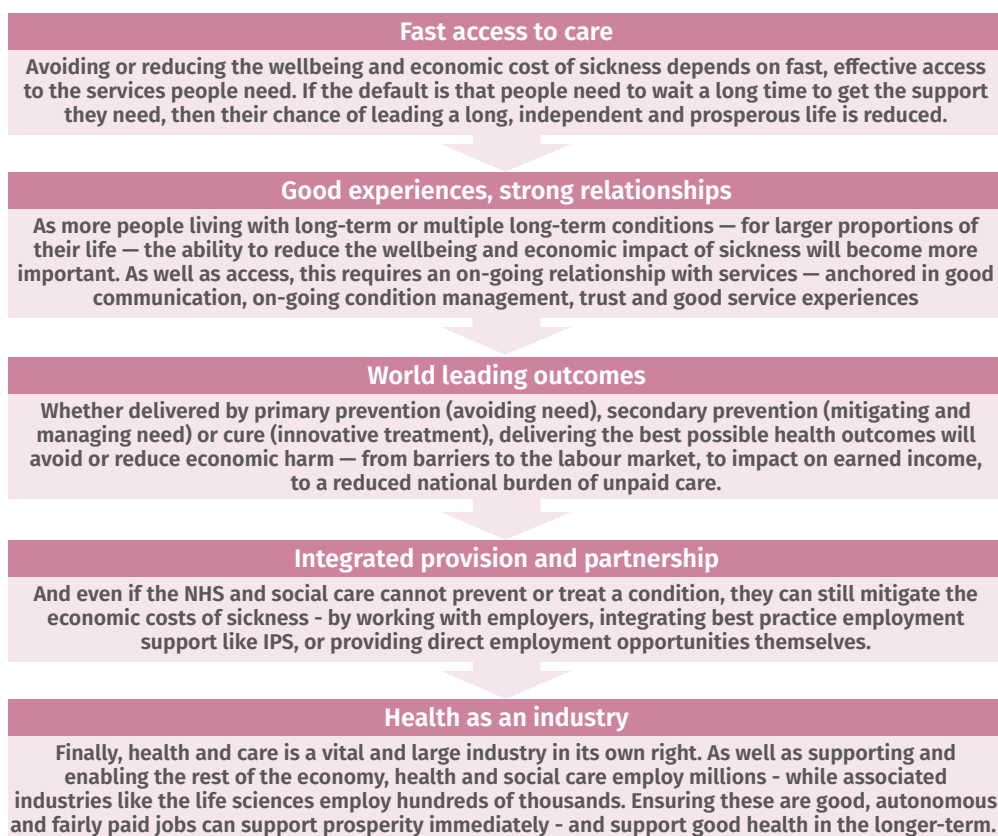 Fast access to care
Avoiding or reducing the wellbeing and economic cost of sickness depends on fast, effective access
to the services people need. If the default is that people need to wait a long time to get the support
they need, then their chance of leading a long, independent and prosperous life is reduced.
Good experiences, strong relationships
As more people living with long-term or multiple long-term conditions — for larger proportions of
their life — the ability to reduce the wellbeing and economic impact of sickness will become more
important. As well as access, this requires an on-going relationship with services — anchored in good
communication, on-going condition management, trust and good service experiences
World leading outcomes
Whether delivered by primary prevention (avoiding need), secondary prevention (mitigating and
managing need) or cure (innovative treatment), delivering the best possible health outcomes will
avoid or reduce economic harm — from barriers to the labour market, to impact on earned income,
to a reduced national burden of unpaid care.
Integrated provision and partnership
And even if the NHS and social care cannot prevent or treat a condition, they can still mitigate the
economic costs of sickness - by working with employers, integrating best practice employment
support like IPS, or providing direct employment opportunities themselves.
Health as an industry
Finally, health and care is a vital and large industry in its own right. As well as supporting and
enabling the rest of the economy, health and social care employ millions - while associated
industries like the life sciences employ hundreds of thousands. Ensuring these are good, autonomous
and fairly paid jobs can support prosperity immediately - and support good health in the longer-term.